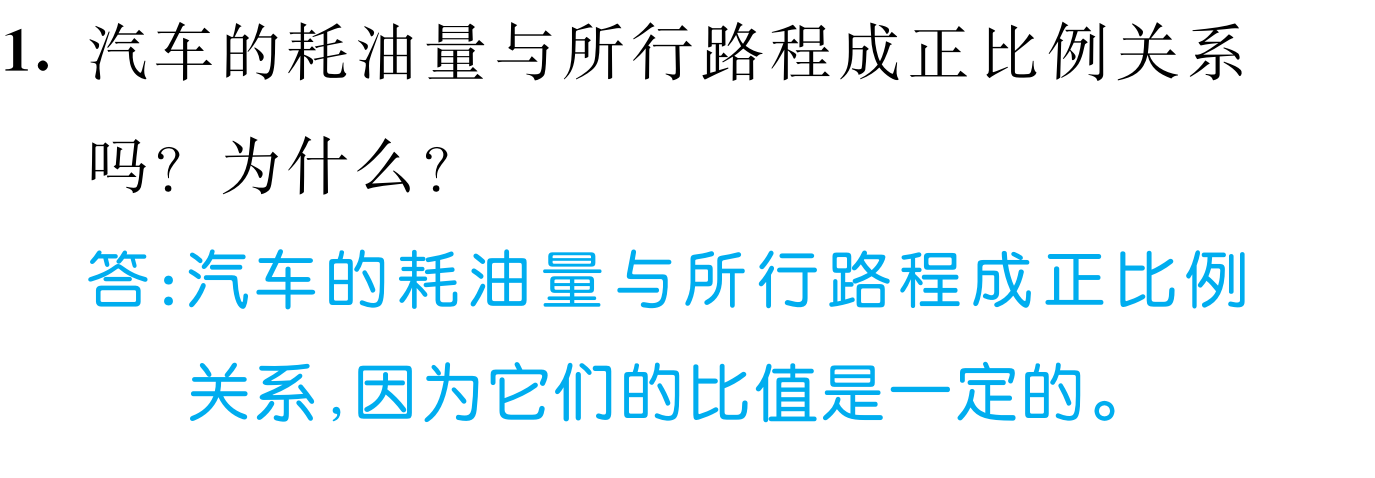 1. 汽车的耗油量与所行路程成正比例关系
吗？为什么？
答:汽车的耗油量与所行路程成正比例
关系,因为它们的比值是一定的。